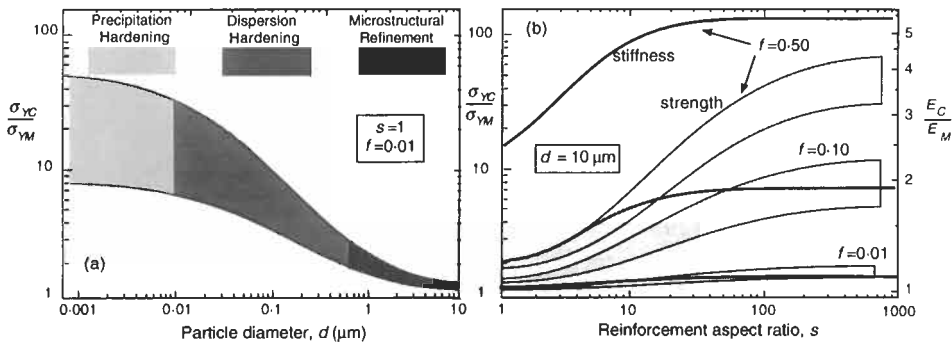 Precipitation Hardening
Dispersion Hardening
Microstructural Refinement
100
σYC
σYM
10
1
s=1
f=0·01
(a)
0·001
0·01
0·1
1
10
Particle diameter, d (μm)
(b)
100
σYC
σYM
10
1
stiffness
f=0·50
strength
d = 10 μm
f=0·10
f=0·01
5
4
3
EC
EM
2
1
1
10
100
1000
Reinforcement aspect ratio, s